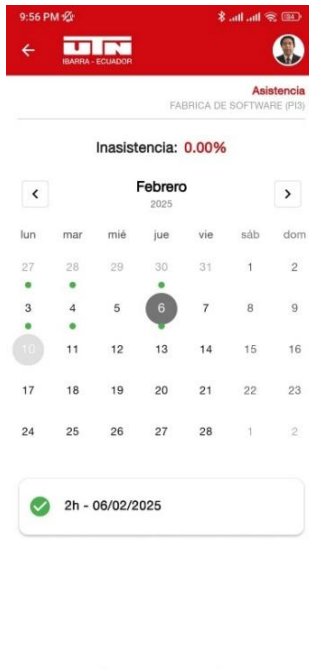 9:56 PM
UTN
IBARRA - ECUADOR
Asistencia
FABRICA DE SOFTWARE (PI3)
Inasistencia: 0.00%
Febrero
2025
lun mar mié jue vie sáb dom
27 28 29 30 31 1 2
3 4 5 6 7 8 9
10 11 12 13 14 15 16
17 18 19 20 21 22 23
24 25 26 27 28 1 2
2h - 06/02/2025